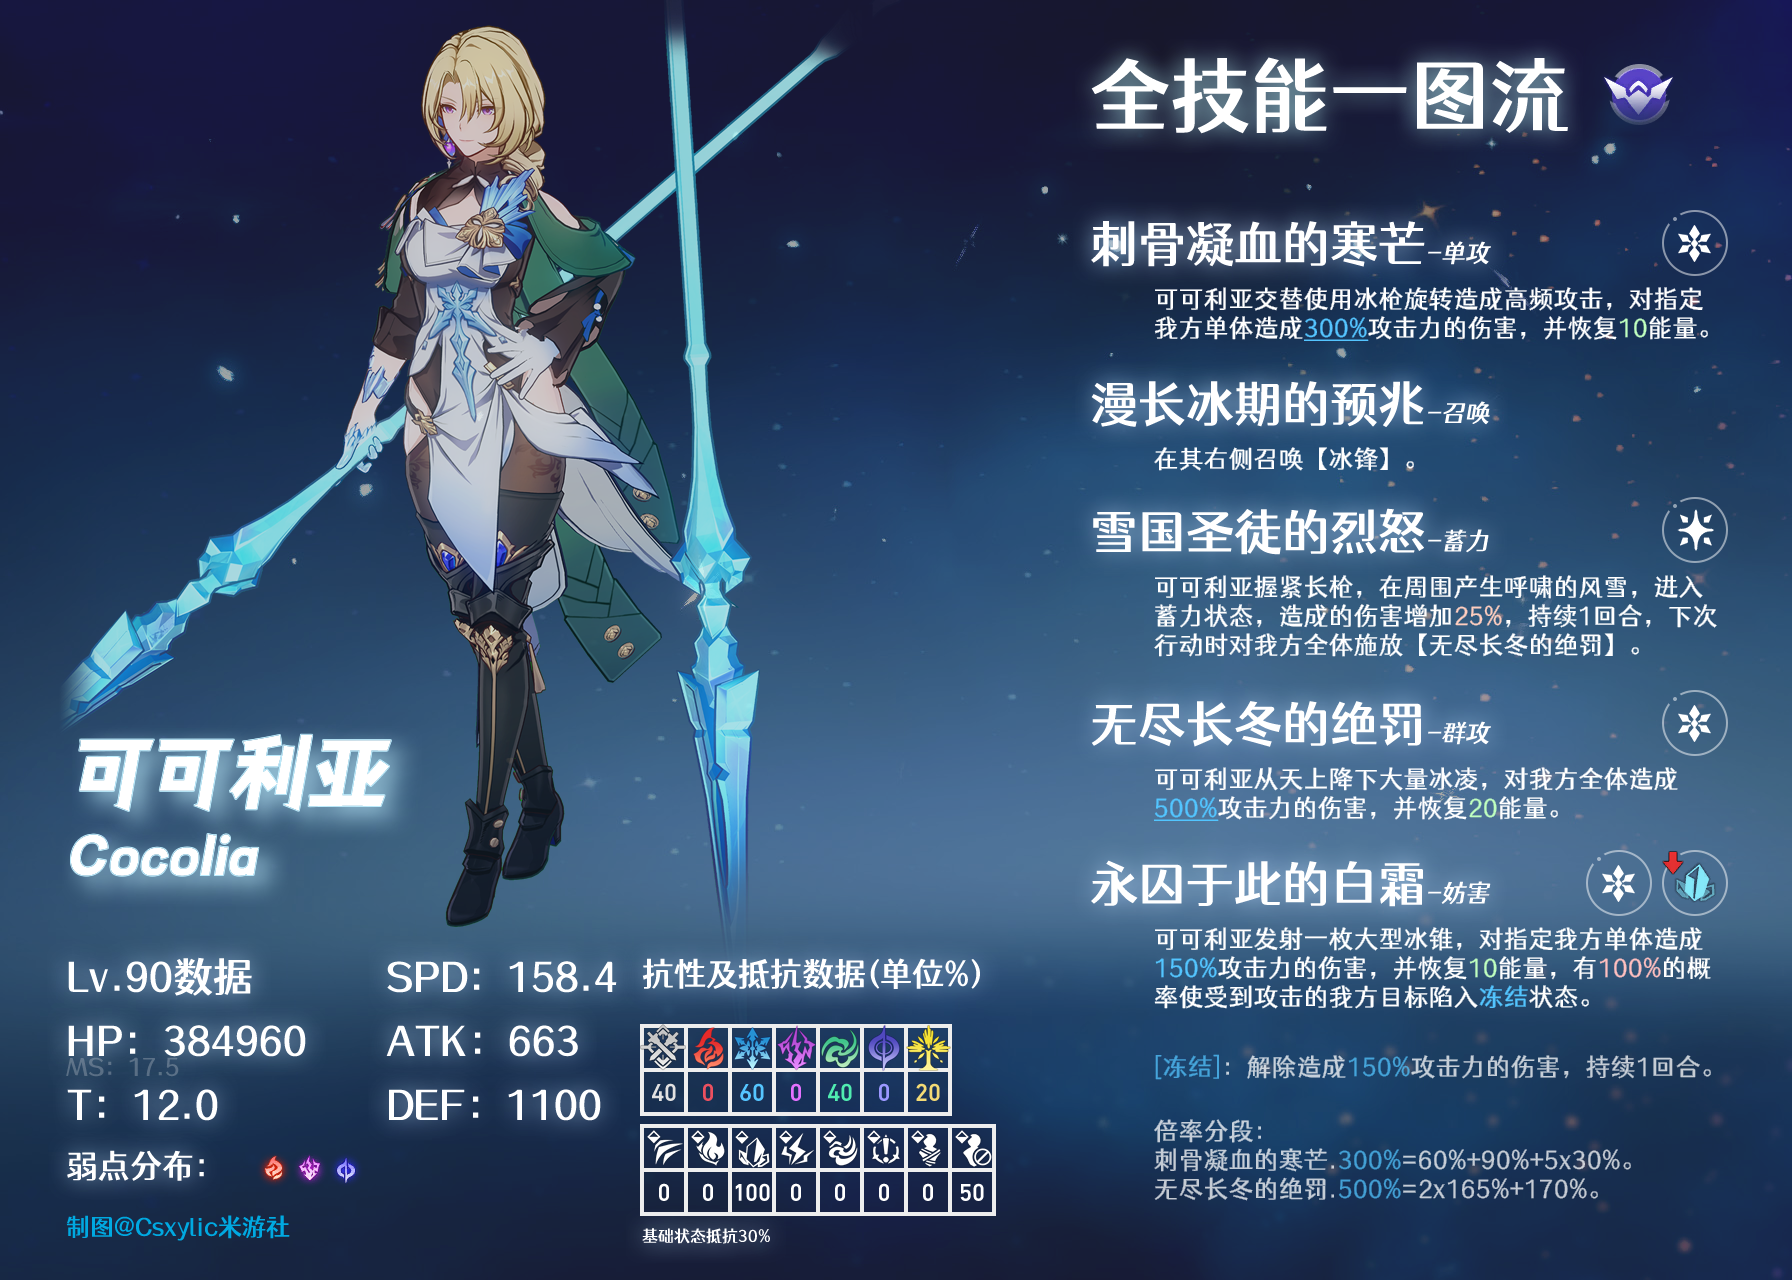 全技能一图流
刺骨凝血的寒芒-单攻
可可利亚交替使用冰枪旋转造成高频攻击，对指定
我方单体造成300%攻击力的伤害，并恢复10能量。
漫长冰期的预兆-召唤
在其右侧召唤【冰锋】。
雪国圣徒的烈怒-蓄力
可可利亚握紧长枪，在周围产生呼啸的风雪，进入
蓄力状态，造成的伤害增加25%，持续1回合，下次
行动时对我方全体施放【无尽长冬的绝罚】。
无尽长冬的绝罚-群攻
可可利亚从天上降下大量冰凌，对我方全体造成
500%攻击力的伤害，并恢复20能量。
永囚于此的白霜-妨害
可可利亚发射一枚大型冰锥，对指定我方单体造成
150%攻击力的伤害，并恢复10能量，有100%的概
率使受到攻击的我方目标陷入冻结状态。
[冻结]：解除造成150%攻击力的伤害，持续1回合。
倍率分段：
刺骨凝血的寒芒.300%=60%+90%+5x30%。
无尽长冬的绝罚.500%=2x165%+170%。
可可利亚
Cocolia
Lv.90数据
SPD：158.4
HP：384960
ATK：663
MS：17.5
T：12.0
DEF：1100
弱点分布：
制图@Csxylic米游社
抗性及抵抗数据(单位%)
40 0 60 0 40 0 20
0 0 100 0 0 0 0 50
基础状态抵抗30%